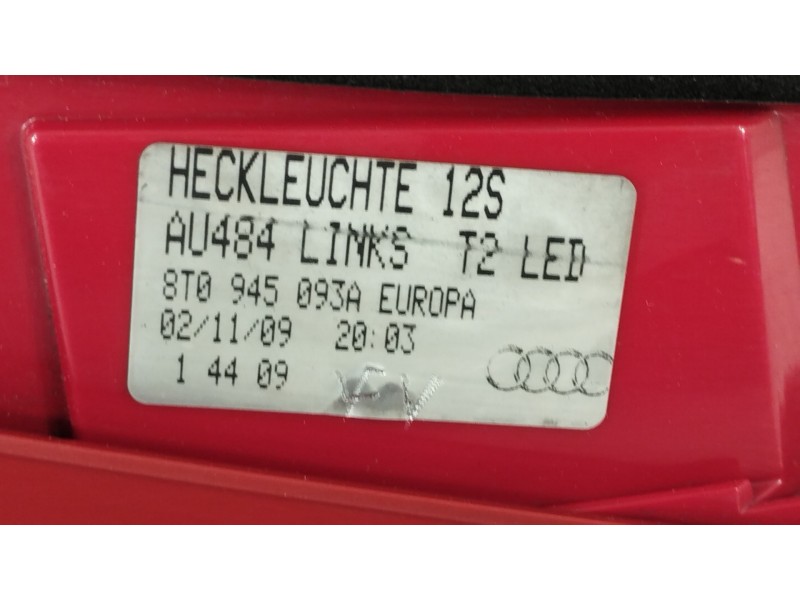 HECKLEUCHTE 12S
AU484 LINKS T2 LED
8T0 945 093A EUROPA
02/11/09 20:03
1 44 09